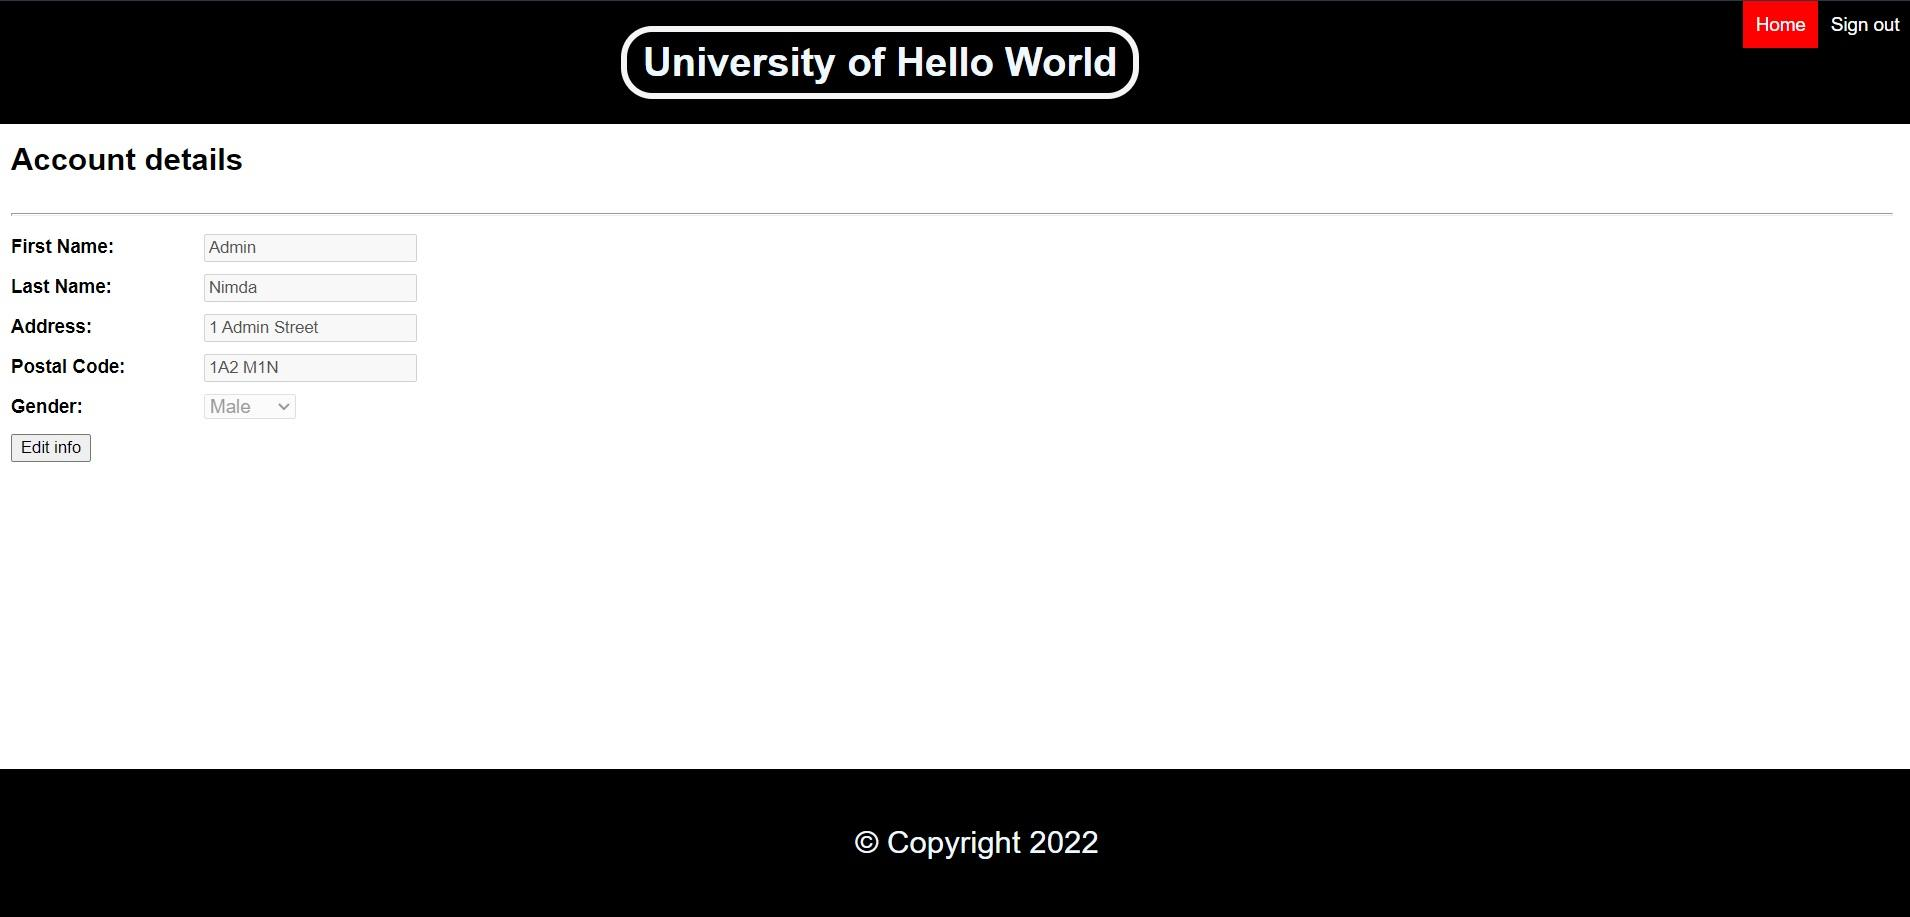 Home Sign out
University of Hello World
Account details
First Name: Admin
Last Name: Nimda
Address: 1 Admin Street
Postal Code: 1A2 M1N
Gender: Male
Edit info
© Copyright 2022